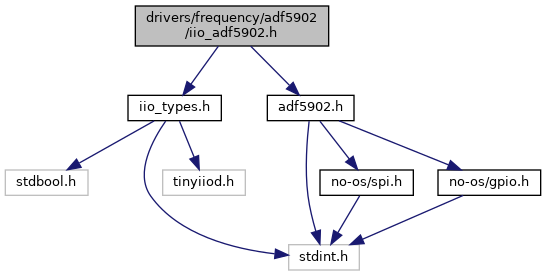 drivers/frequency/adf5902
/iio_adf5902.h
iio_types.h
adf5902.h
stdbool.h
tinyiiod.h
no-os/spi.h
no-os/gpio.h
stdint.h